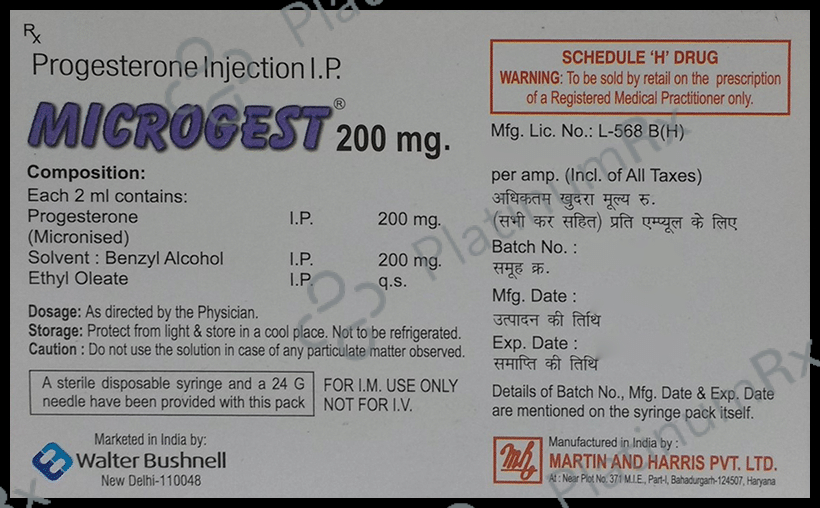 Rx
Progesterone Injection I.P.
MICROGEST® 200 mg.
Composition:
Each 2 ml contains:
Progesterone I.P. 200 mg.
(Micronised)
Solvent : Benzyl Alcohol I.P. 200 mg.
Ethyl Oleate I.P. q.s.
Dosage: As directed by the Physician.
Storage: Protect from light & store in a cool place. Not to be refrigerated.
Caution : Do not use the solution in case of any particulate matter observed.
A sterile disposable syringe and a 24 G
needle have been provided with this pack
FOR I.M. USE ONLY
NOT FOR I.V.
Marketed in India by:
Walter Bushnell
New Delhi-110048
SCHEDULE 'H' DRUG
WARNING: To be sold by retail on the prescription
of a Registered Medical Practitioner only.
Mfg. Lic. No.: L-568 B(H)
per amp. (Incl. of All Taxes)
अधिकतम खुदरा मूल्य रु.
(सभी कर सहित) प्रति एम्प्यूल के लिए
Batch No. :
समूह क्र.
Mfg. Date :
उत्पादन की तिथि
Exp. Date :
समाप्ति की तिथि
Details of Batch No., Mfg. Date & Exp. Date
are mentioned on the syringe pack itself.
mh
Manufactured in India by :
MARTIN AND HARRIS PVT. LTD.
At : Near Plot No. 371 M.I.E., Part-I, Bahadurgarh-124507, Haryana
PlatinumRx
PlatinumRx
PlatinumRx
PlatinumRx
Rx